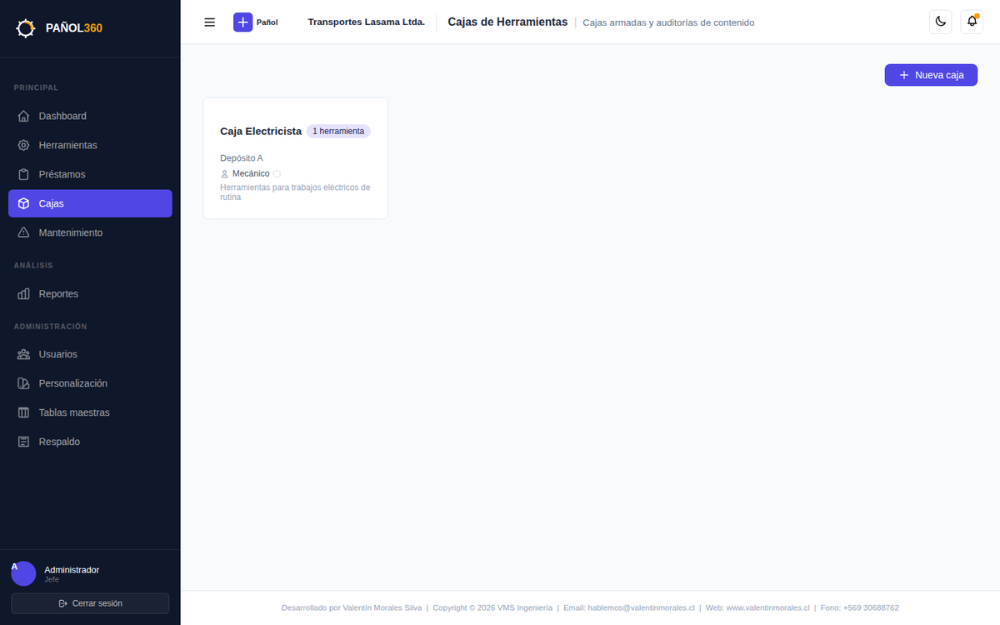 PAÑOL360
PRINCIPAL
Dashboard
Herramientas
Préstamos
Cajas
Mantenimiento
ANÁLISIS
Reportes
ADMINISTRACIÓN
Usuarios
Personalización
Tablas maestras
Respaldo
A
Administrador
Jefe
Cerrar sesión
Pañol
Transportes Lasama Ltda.
Cajas de Herramientas | Cajas armadas y auditorías de contenido
Nueva caja
Caja Electricista 1 herramienta
Depósito A
Mecánico
Herramientas para trabajos eléctricos de
rutina
Desarrollado por Valentín Morales Silva | Copyright © 2026 VMS Ingeniería | Email: hablemos@valentinmorales.cl | Web: www.valentinmorales.cl | Fono: +569 30688762